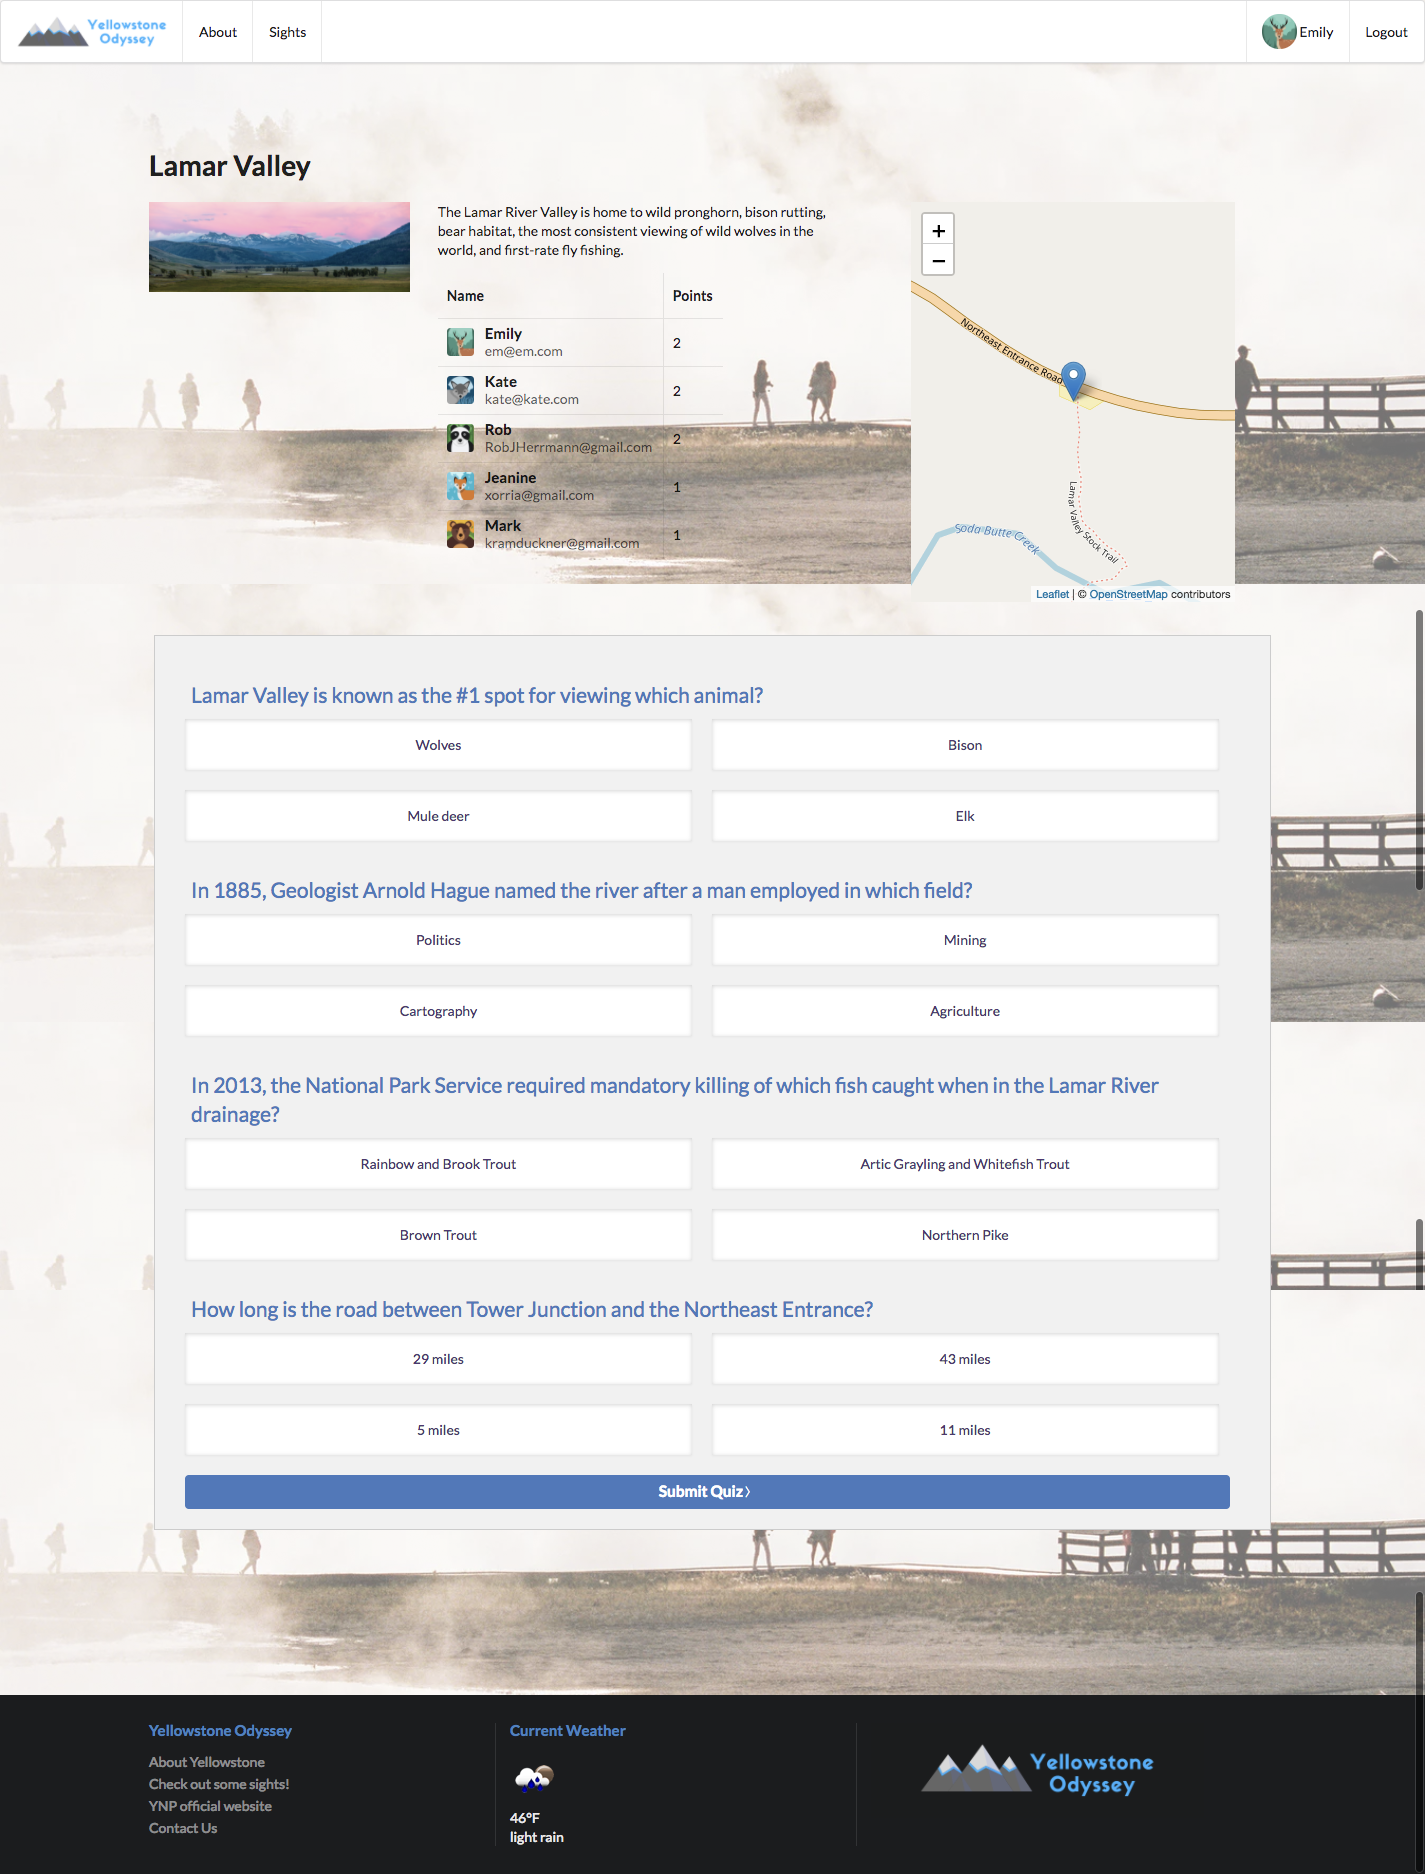 Yellowstone
Odyssey
About
Sights
Emily
Logout
Lamar Valley
The Lamar River Valley is home to wild pronghorn, bison rutting,
bear habitat, the most consistent viewing of wild wolves in the
world, and first-rate fly fishing.
Name Points
Emily
em@em.com
2
Kate
kate@kate.com
2
Rob
RobJHerrmann@gmail.com
2
Jeanine
xorria@gmail.com
1
Mark
kramduckner@gmail.com
1
+
−
Northeast Entrance Road
Lamar Valley Stock Trail
Soda Butte Creek
Leaflet | © OpenStreetMap contributors
Lamar Valley is known as the #1 spot for viewing which animal?
Wolves
Bison
Mule deer
Elk
In 1885, Geologist Arnold Hague named the river after a man employed in which field?
Politics
Mining
Cartography
Agriculture
In 2013, the National Park Service required mandatory killing of which fish caught when in the Lamar River
drainage?
Rainbow and Brook Trout
Artic Grayling and Whitefish Trout
Brown Trout
Northern Pike
How long is the road between Tower Junction and the Northeast Entrance?
29 miles
43 miles
5 miles
11 miles
Submit Quiz ⟩
Yellowstone Odyssey
About Yellowstone
Check out some sights!
YNP official website
Contact Us
Current Weather
46°F
light rain
Yellowstone
Odyssey